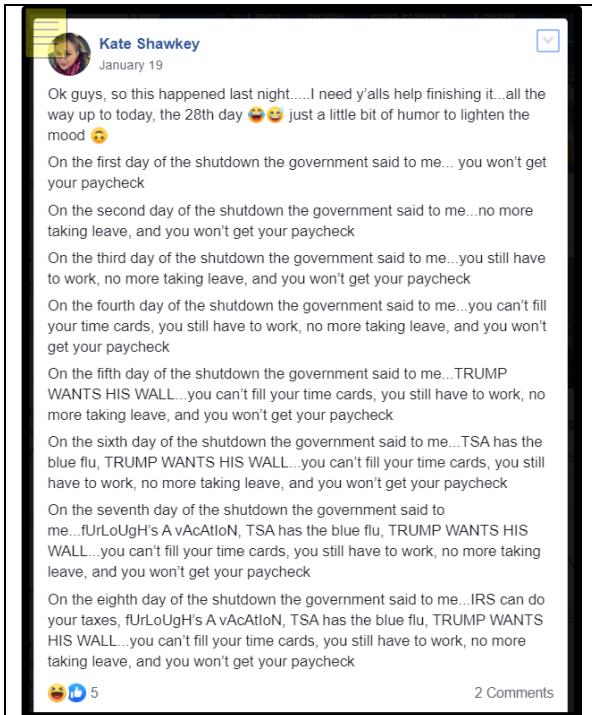 Kate Shawkey
January 19
Ok guys, so this happened last night.....I need y'alls help finishing it...all the
way up to today, the 28th day 😂😅 just a little bit of humor to lighten the
mood 🙃
On the first day of the shutdown the government said to me... you won't get
your paycheck
On the second day of the shutdown the government said to me...no more
taking leave, and you won't get your paycheck
On the third day of the shutdown the government said to me...you still have
to work, no more taking leave, and you won't get your paycheck
On the fourth day of the shutdown the government said to me...you can't fill
your time cards, you still have to work, no more taking leave, and you won't
get your paycheck
On the fifth day of the shutdown the government said to me...TRUMP
WANTS HIS WALL...you can't fill your time cards, you still have to work, no
more taking leave, and you won't get your paycheck
On the sixth day of the shutdown the government said to me...TSA has the
blue flu, TRUMP WANTS HIS WALL...you can't fill your time cards, you still
have to work, no more taking leave, and you won't get your paycheck
On the seventh day of the shutdown the government said to
me...fUrLoUgH's A vAcAtIoN, TSA has the blue flu, TRUMP WANTS HIS
WALL...you can't fill your time cards, you still have to work, no more taking
leave, and you won't get your paycheck
On the eighth day of the shutdown the government said to me...IRS can do
your taxes, fUrLoUgH's A vAcAtIoN, TSA has the blue flu, TRUMP WANTS
HIS WALL...you can't fill your time cards, you still have to work, no more
taking leave, and you won't get your paycheck
5
2 Comments